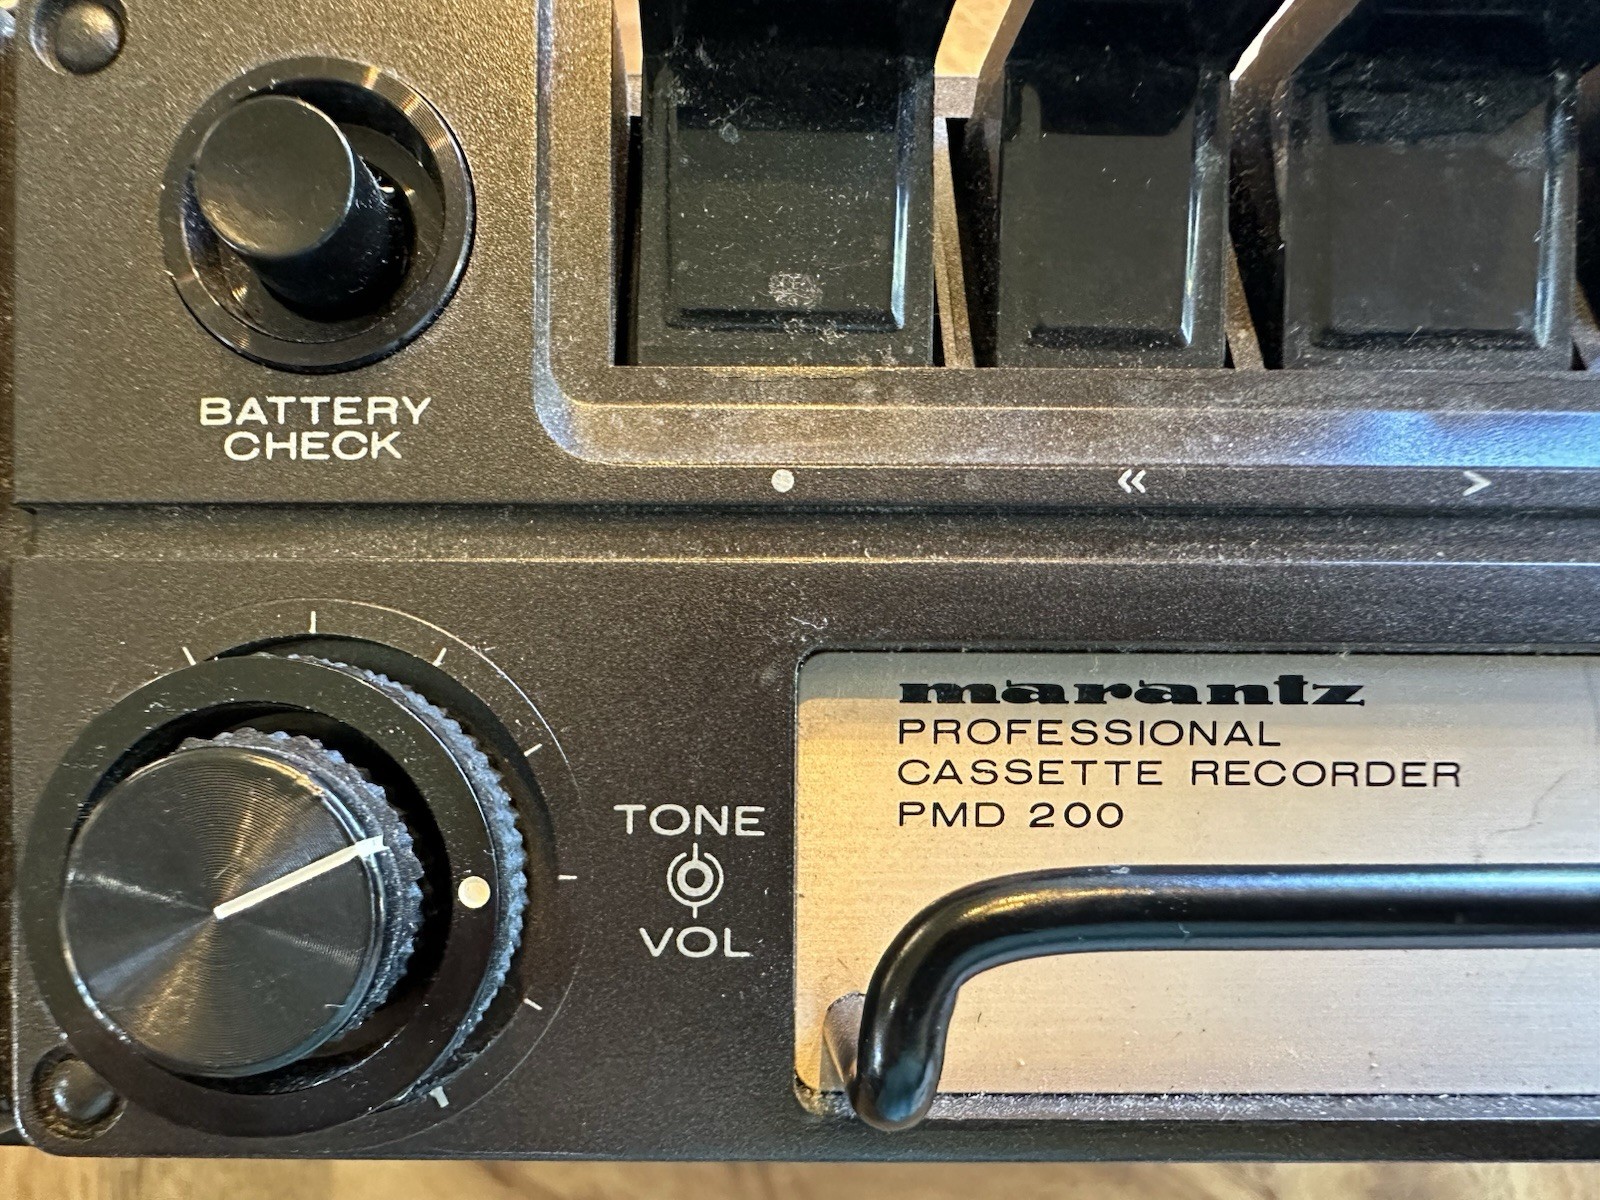 BATTERY
CHECK
● « >
marantz
PROFESSIONAL
CASSETTE RECORDER
PMD 200
TONE
VOL